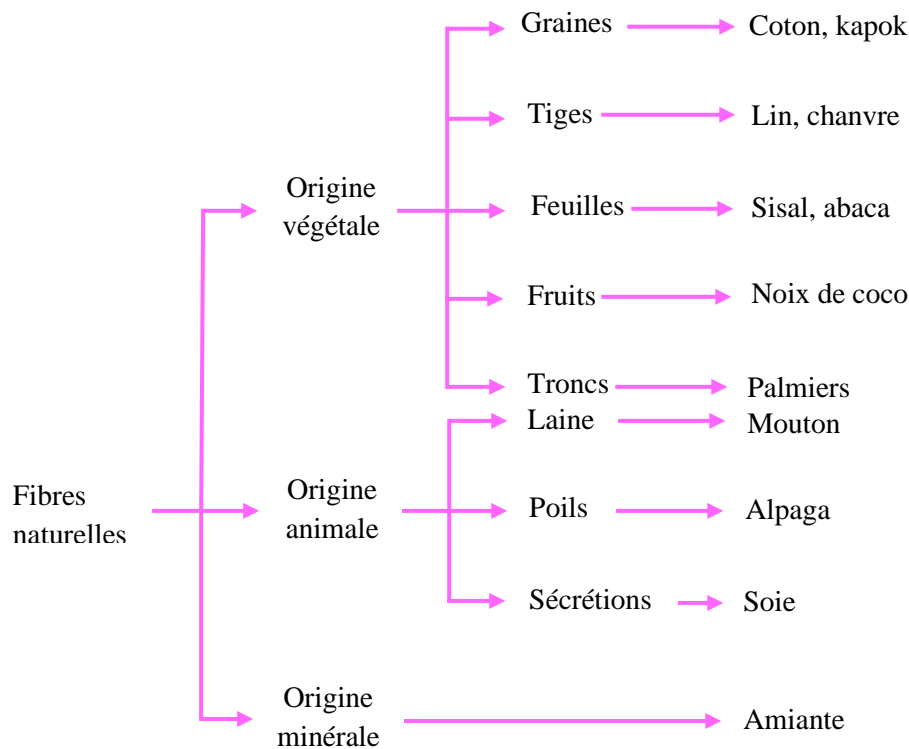 Graines Coton, kapok
Tiges Lin, chanvre
Origine
végétale
Feuilles Sisal, abaca
Fruits Noix de coco
Troncs Palmiers
Laine Mouton
Fibres
naturelles
Origine
animale
Poils Alpaga
Sécrétions Soie
Origine
minérale
Amiante